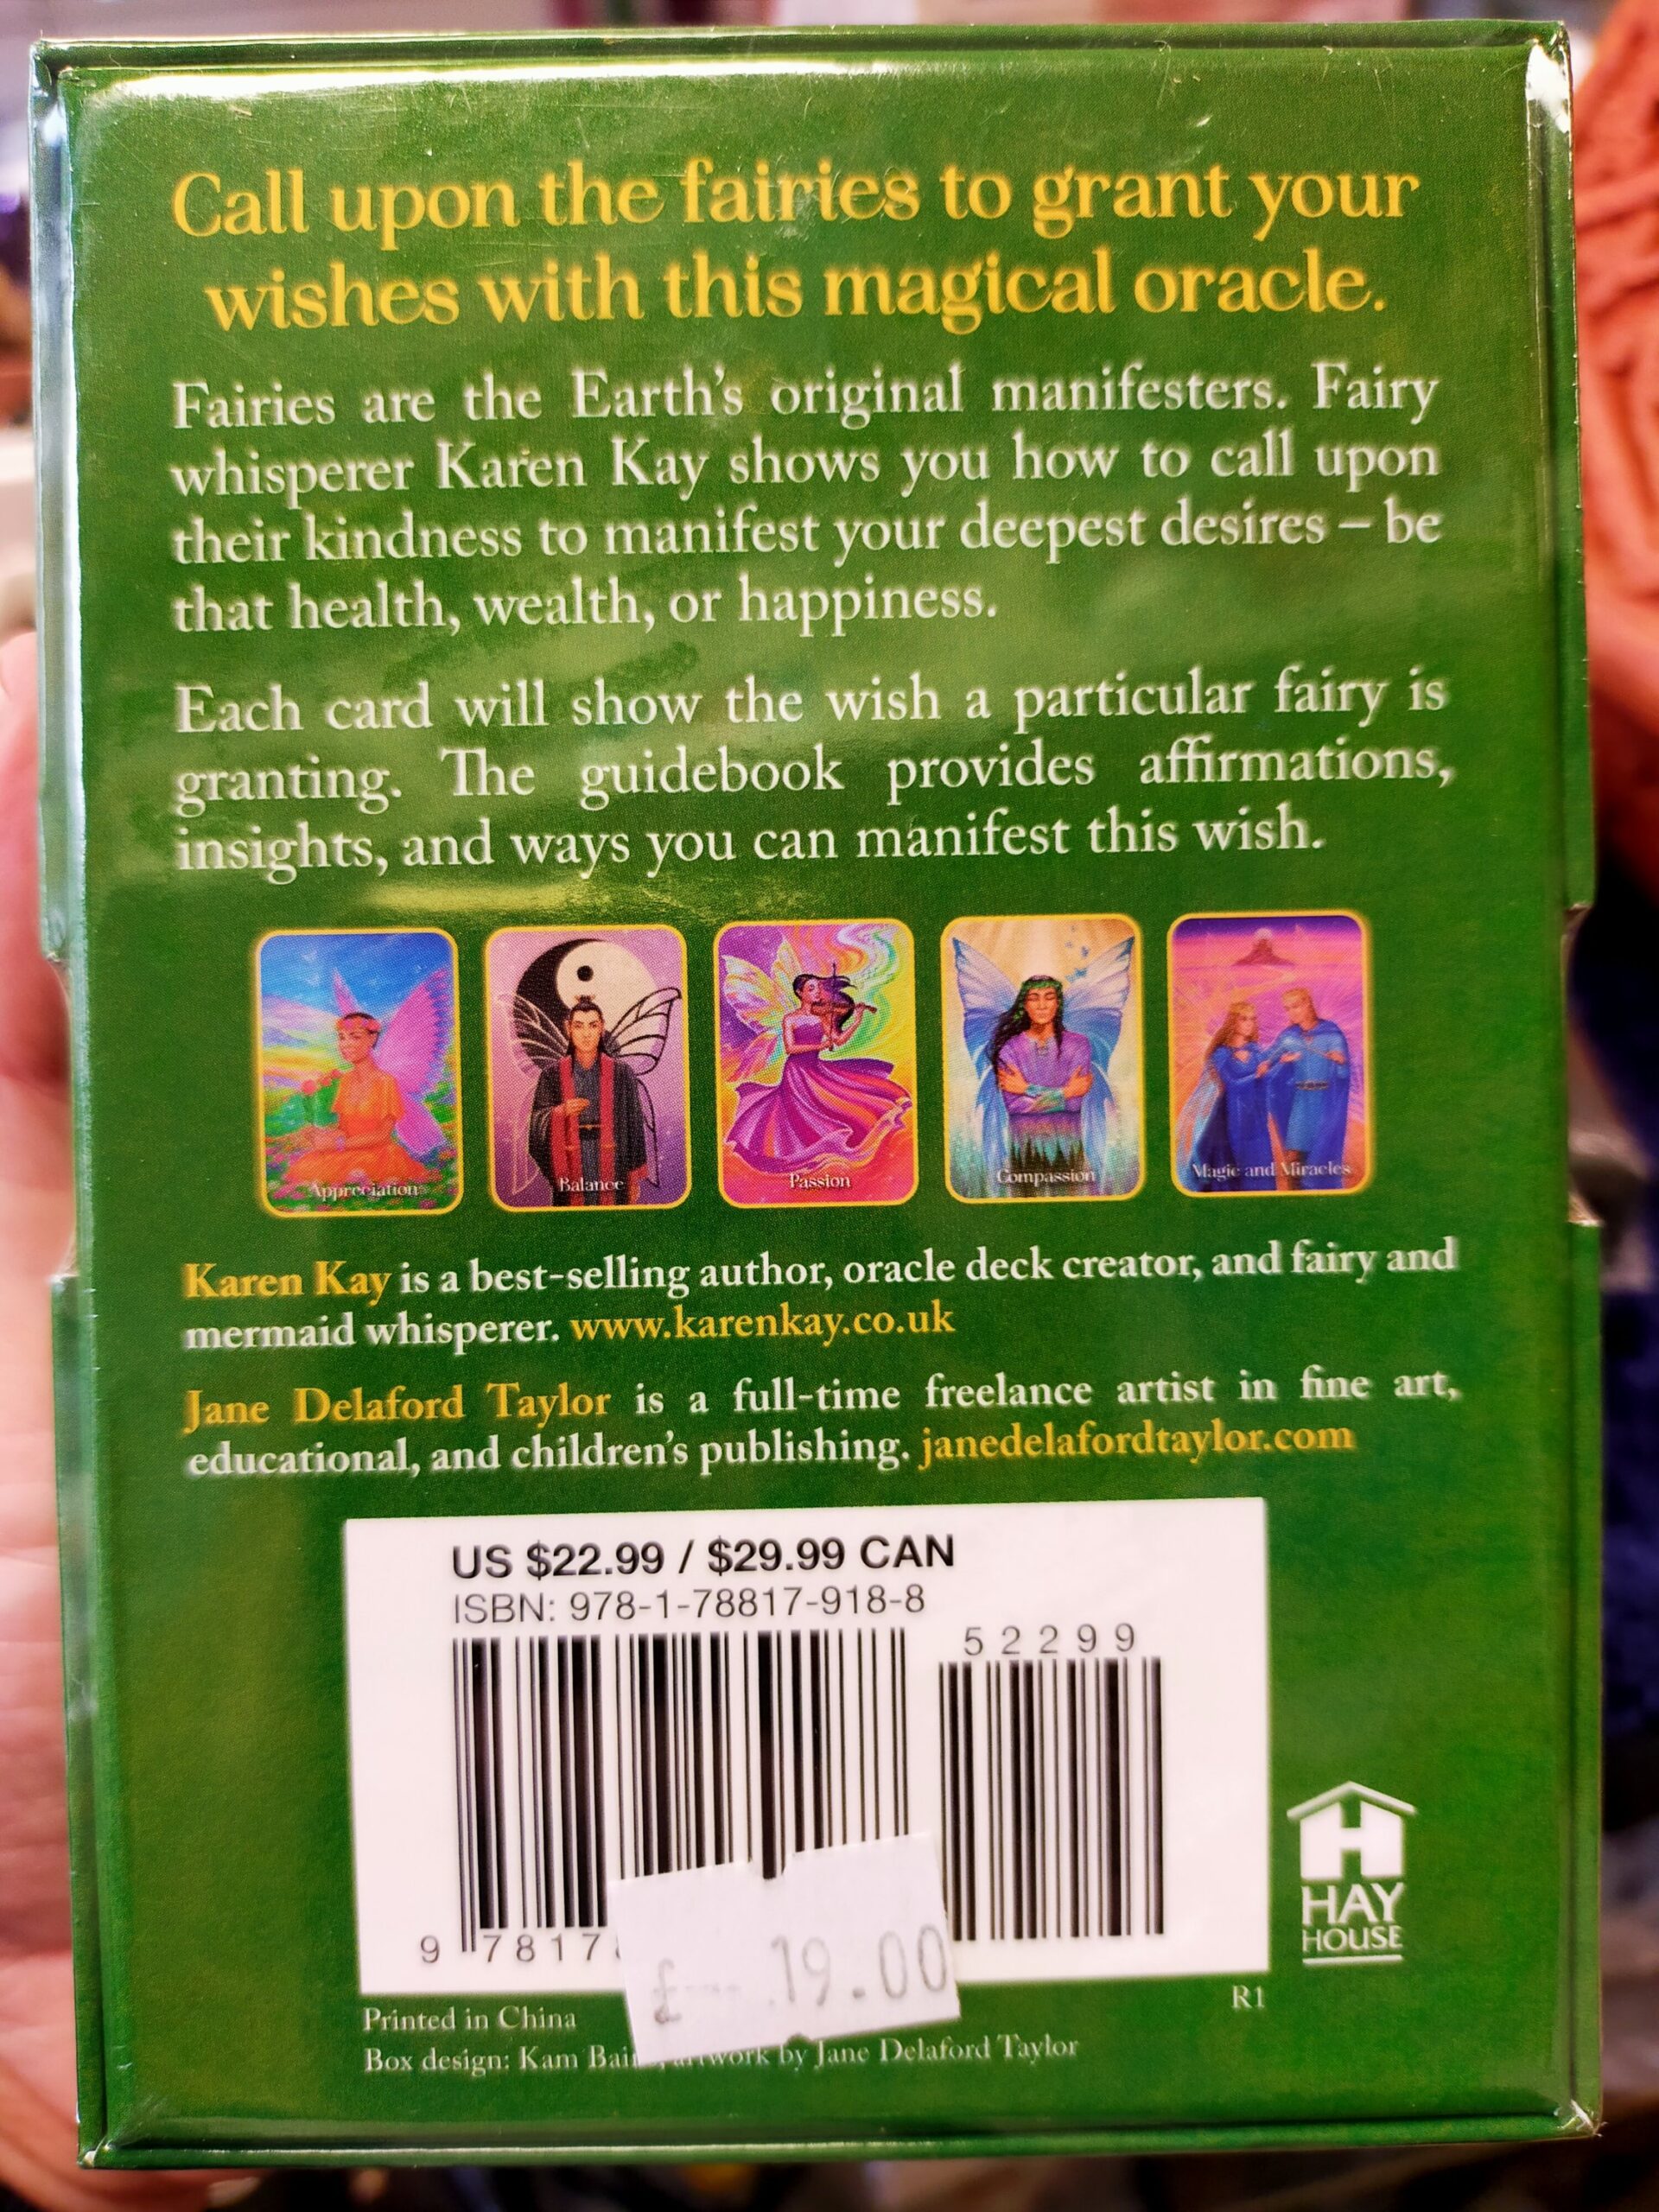 Call upon the fairies to grant your
wishes with this magical oracle.
Fairies are the Earth's original manifesters. Fairy
whisperer Karen Kay shows you how to call upon
their kindness to manifest your deepest desires – be
that health, wealth, or happiness.
Each card will show the wish a particular fairy is
granting. The guidebook provides affirmations,
insights, and ways you can manifest this wish.
Appreciation
Balance
Passion
Compassion
Magic and Miracles
Karen Kay is a best-selling author, oracle deck creator, and fairy and
mermaid whisperer. www.karenkay.co.uk
Jane Delaford Taylor is a full-time freelance artist in fine art,
educational, and children's publishing. janedelafordtaylor.com
US $22.99 / $29.99 CAN
ISBN: 978-1-78817-918-8
52299
9 7817
£ 19.00
HAY
HOUSE
R1
Printed in China
Box design: Kam by Jane Delaford Taylor